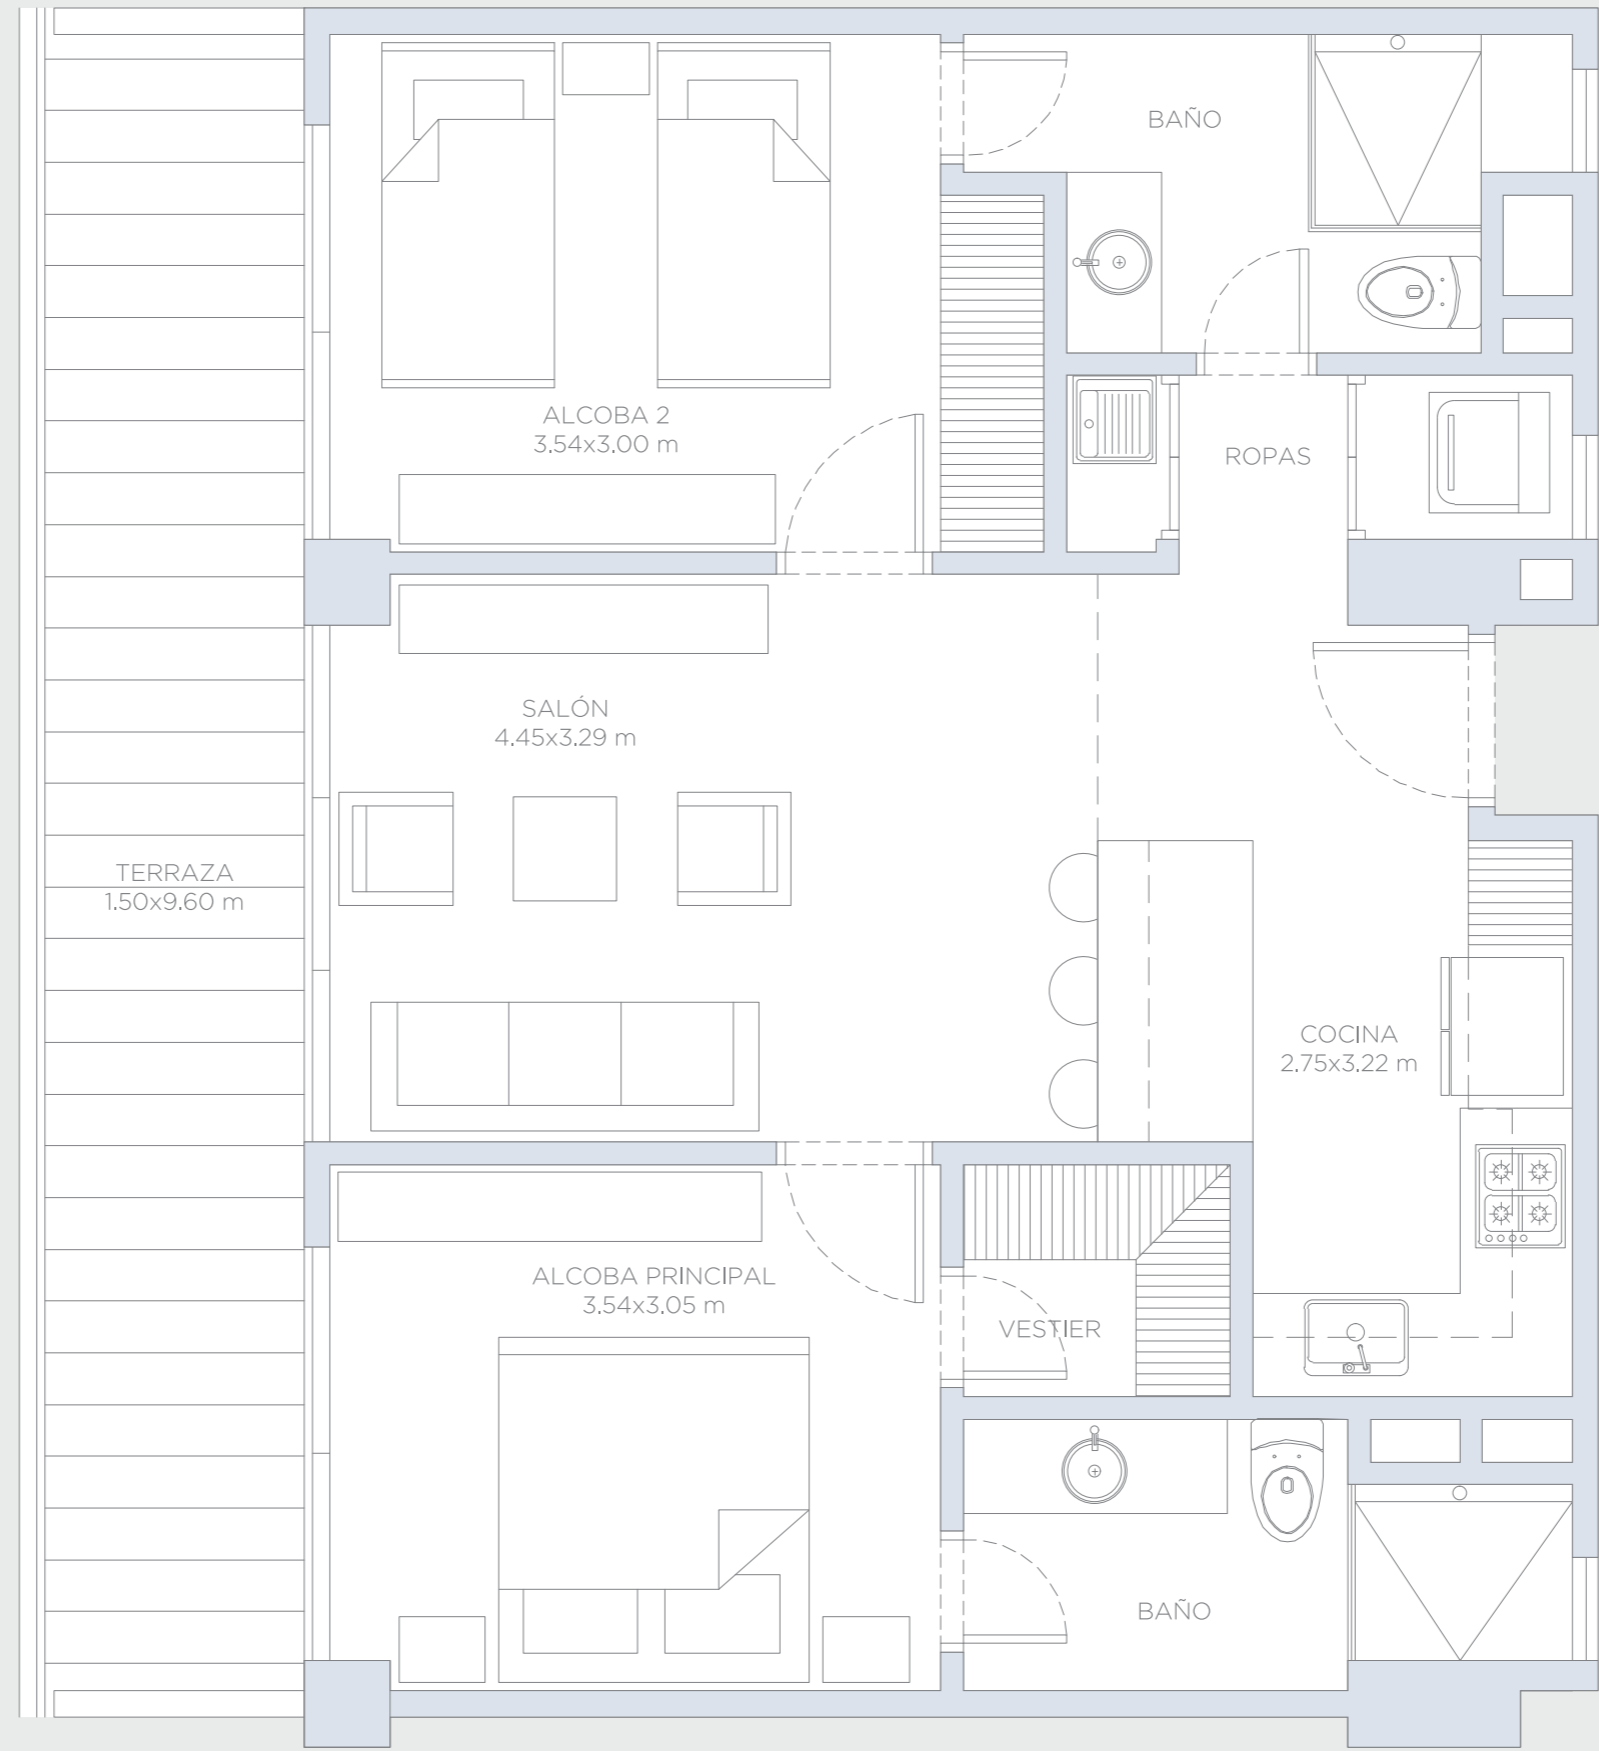 BAÑO
ALCOBA 2
3.54x3.00 m
ROPAS
SALÓN
4.45x3.29 m
TERRAZA
1.50x9.60 m
COCINA
2.75x3.22 m
ALCOBA PRINCIPAL
3.54x3.05 m
VESTIER
BAÑO